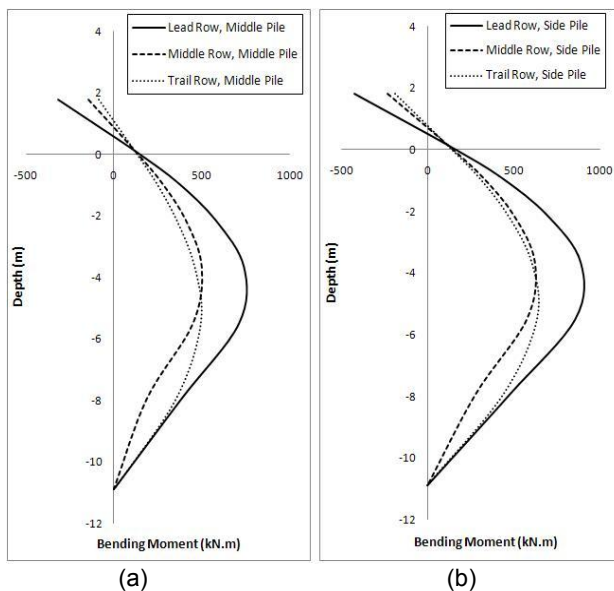 4
Lead Row, Middle Pile
Middle Row, Middle Pile
Trail Row, Middle Pile
2
0
-500
0
500
1000
-2
Depth (m)
-4
-6
-8
-10
-12
Bending Moment (kN.m)
(a)
4
Lead Row, Side Pile
Middle Row, Side Pile
Trail Row, Side Pile
2
0
-500
0
500
1000
-2
Depth (m)
-4
-6
-8
-10
-12
Bending Moment (kN.m)
(b)